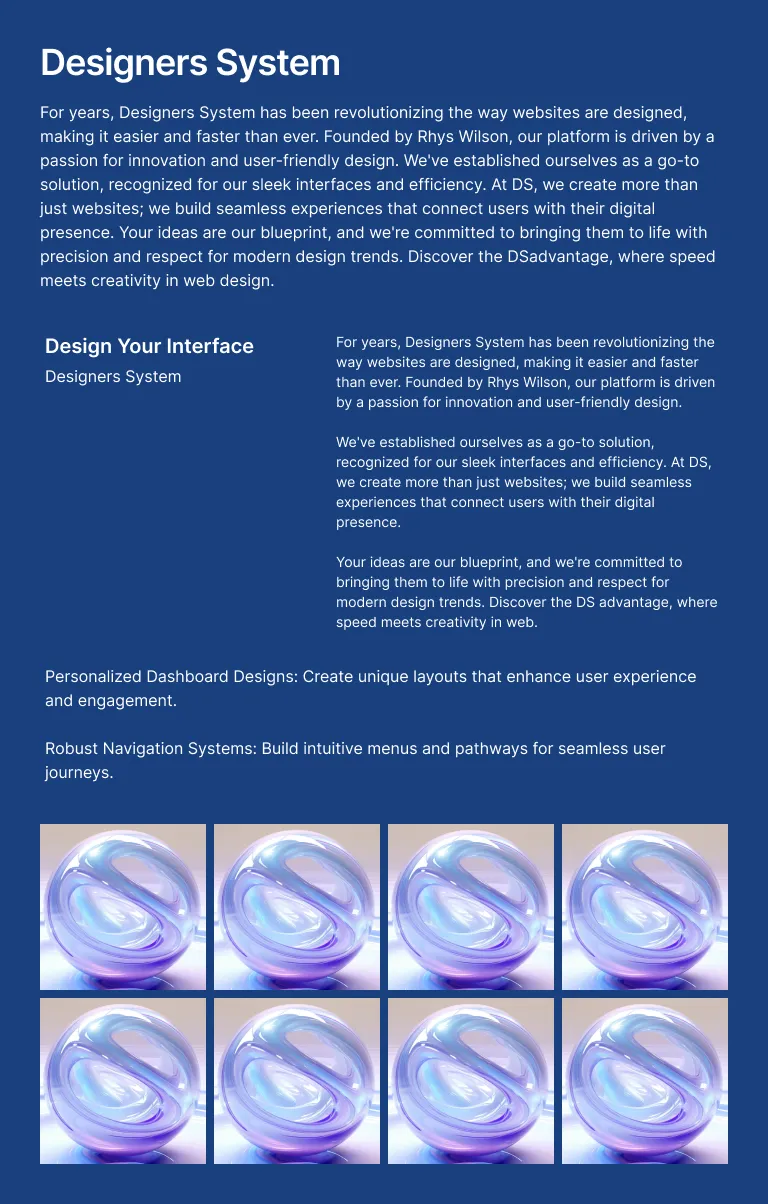 Designers System
For years, Designers System has been revolutionizing the way websites are designed,
making it easier and faster than ever. Founded by Rhys Wilson, our platform is driven by a
passion for innovation and user-friendly design. We've established ourselves as a go-to
solution, recognized for our sleek interfaces and efficiency. At DS, we create more than
just websites; we build seamless experiences that connect users with their digital
presence. Your ideas are our blueprint, and we're committed to bringing them to life with
precision and respect for modern design trends. Discover the DSadvantage, where speed
meets creativity in web design.
Design Your Interface
Designers System
For years, Designers System has been revolutionizing the
way websites are designed, making it easier and faster
than ever. Founded by Rhys Wilson, our platform is driven
by a passion for innovation and user-friendly design.
We've established ourselves as a go-to solution,
recognized for our sleek interfaces and efficiency. At DS,
we create more than just websites; we build seamless
experiences that connect users with their digital
presence.
Your ideas are our blueprint, and we're committed to
bringing them to life with precision and respect for
modern design trends. Discover the DS advantage, where
speed meets creativity in web.
Personalized Dashboard Designs: Create unique layouts that enhance user experience
and engagement.
Robust Navigation Systems: Build intuitive menus and pathways for seamless user
journeys.